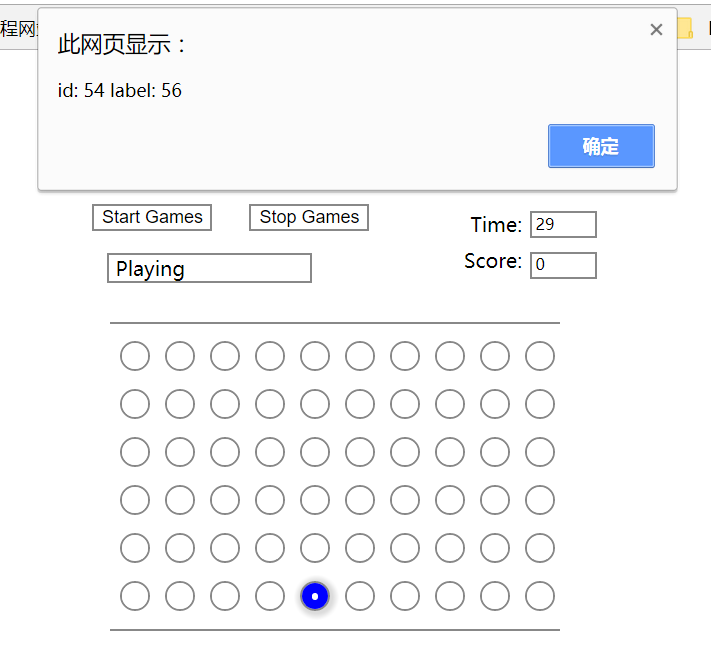 程网
此网页显示：
id: 54 label: 56
确定
Start Games
Stop Games
Time: 29
Playing
Score: 0